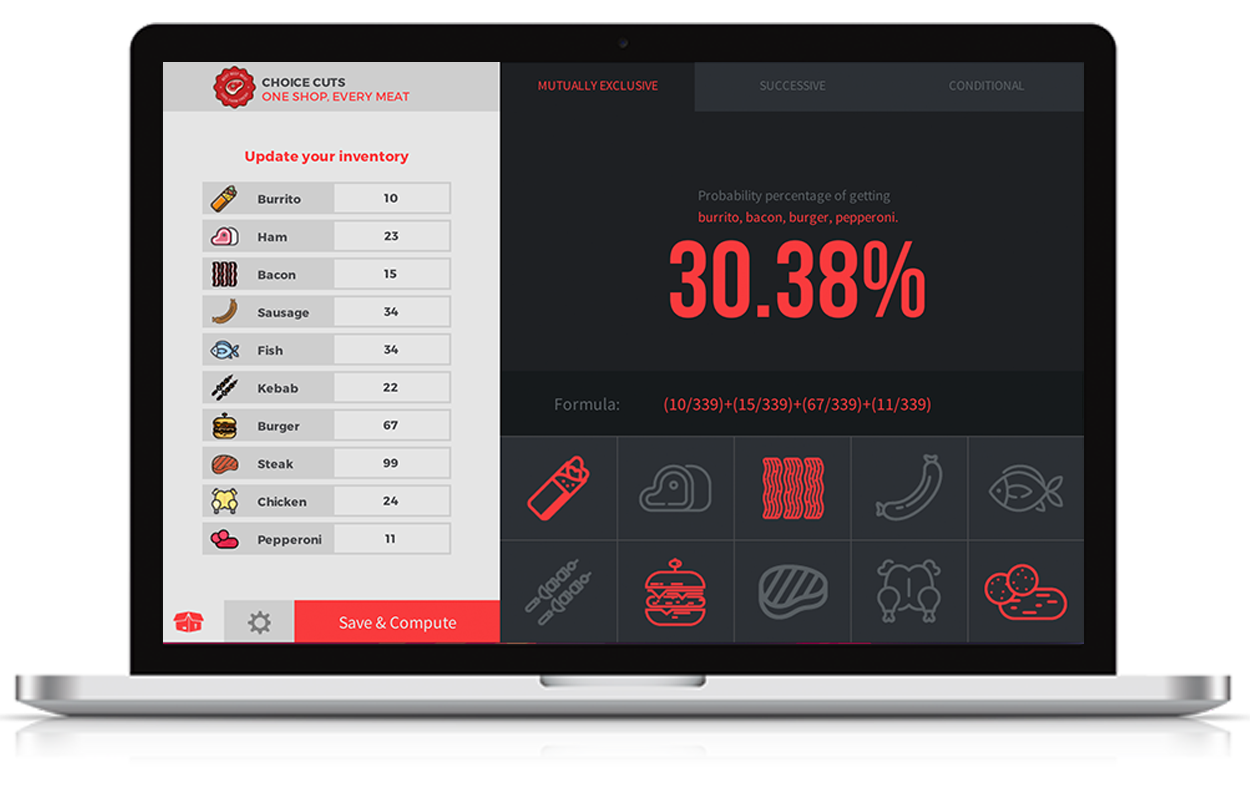 CHOICE CUTS
ONE SHOP, EVERY MEAT
Update your inventory
Burrito 10
Ham 23
Bacon 15
Sausage 34
Fish 34
Kebab 22
Burger 67
Steak 99
Chicken 24
Pepperoni 11
Save & Compute
MUTUALLY EXCLUSIVE SUCCESSIVE CONDITIONAL
Probability percentage of getting
burrito, bacon, burger, pepperoni.
30.38%
Formula: (10/339)+(15/339)+(67/339)+(11/339)